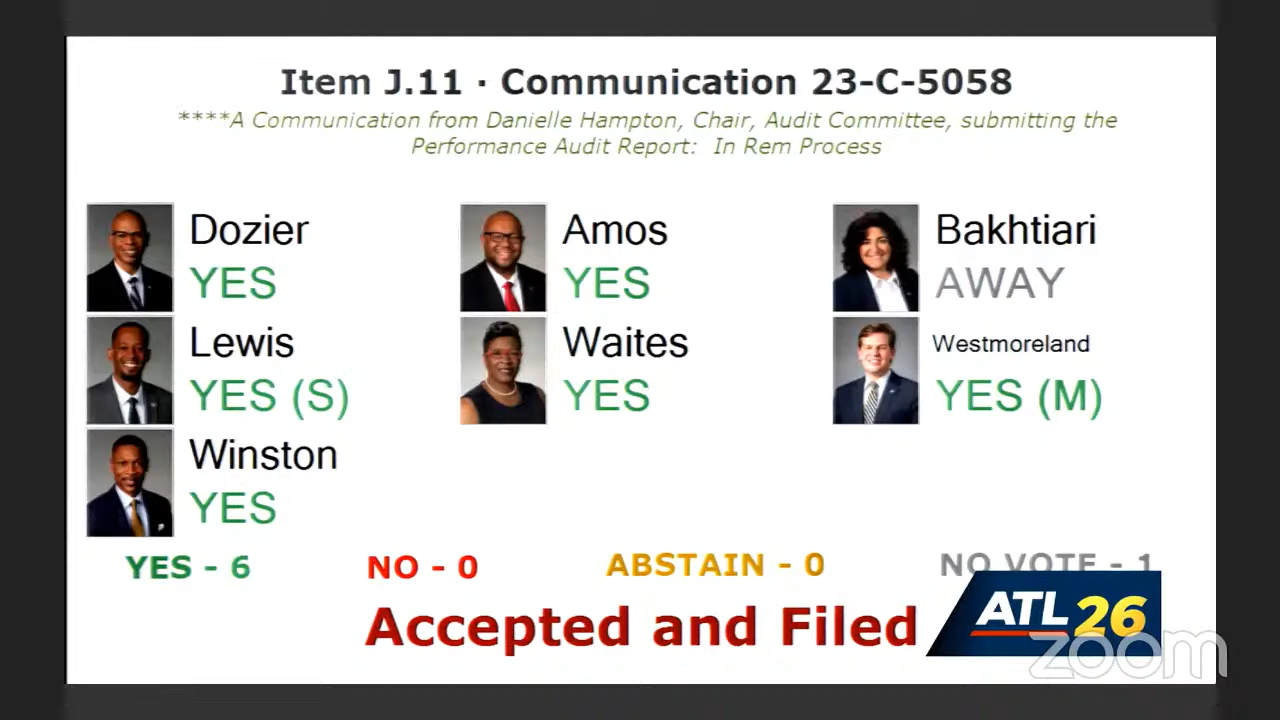 Item J.11 · Communication 23-C-5058
****A Communication from Danielle Hampton, Chair, Audit Committee, submitting the
Performance Audit Report: In Rem Process
Dozier
YES
Amos
YES
Bakhtiari
AWAY
Lewis
YES (S)
Waites
YES
Westmoreland
YES (M)
Winston
YES
YES - 6
NO - 0
ABSTAIN - 0
NO VOTE - 1
Accepted and Filed
ATL 26
zoom